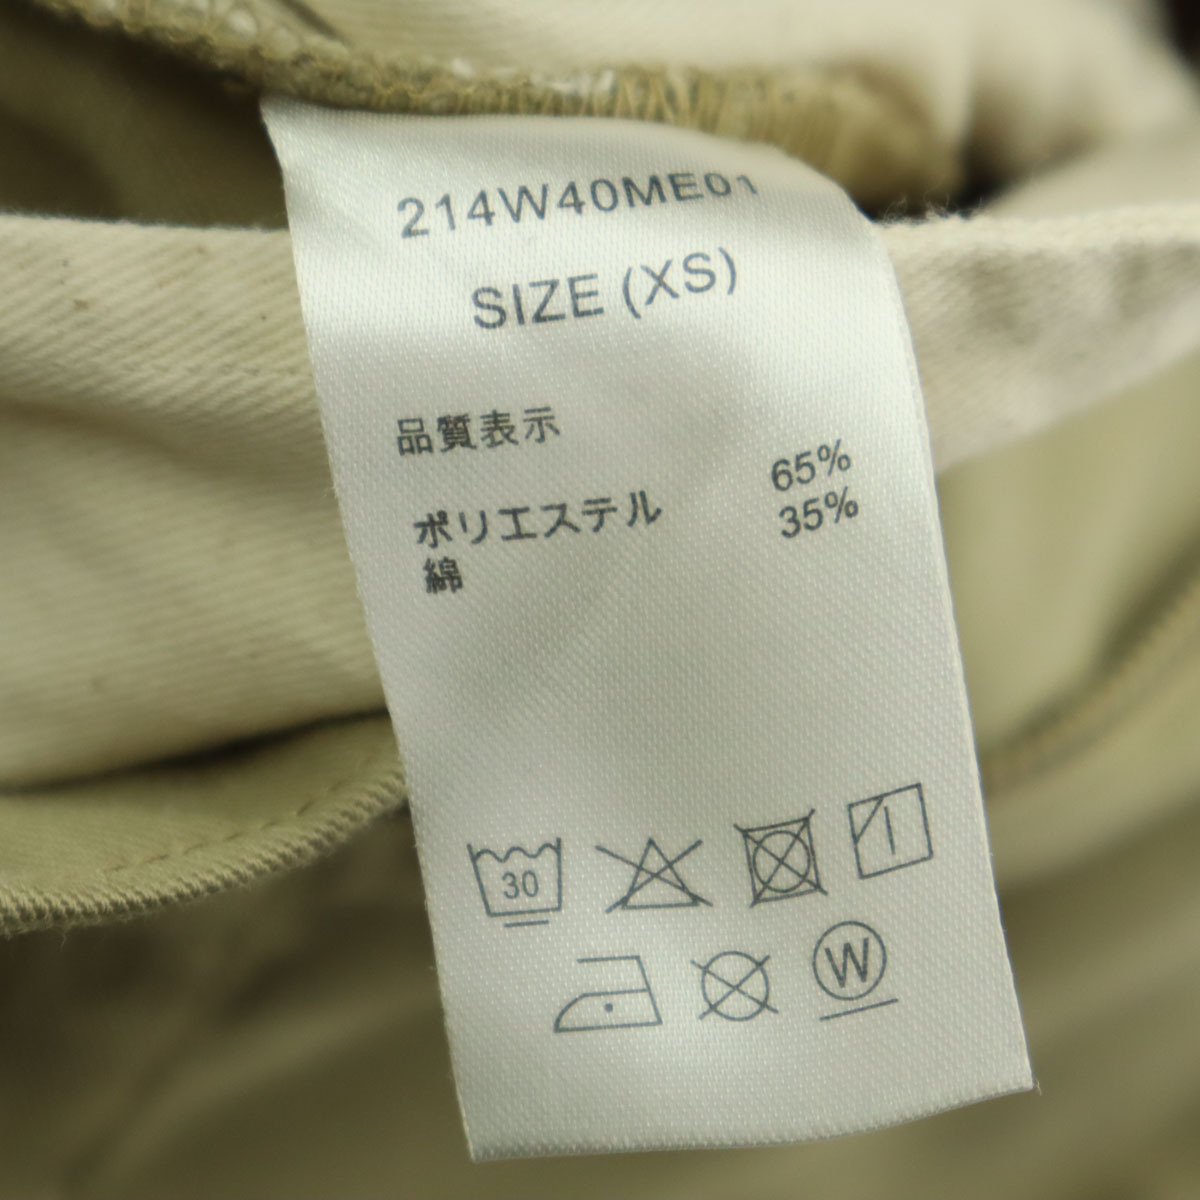 214W40ME01
SIZE (XS)
品質表示
ポリエステル 65%
綿 35%
30
W